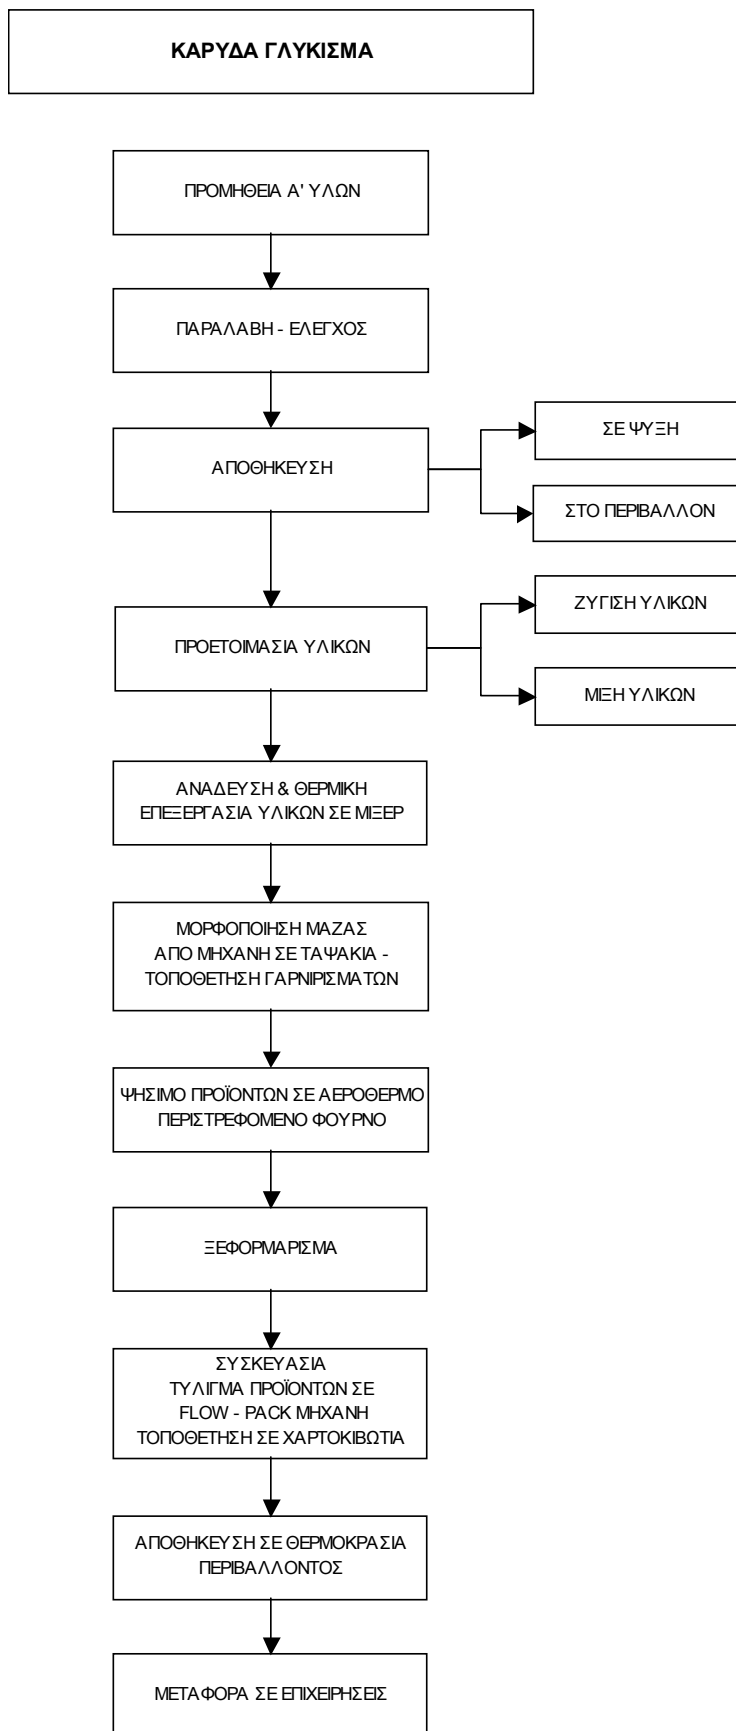 ΚΑΡΥΔΑ ΓΛΥΚΙΣΜΑ
ΠΡΟΜΗΘΕΙΑ Α' ΥΛΩΝ
ΠΑΡΑΛΑΒΗ - ΕΛΕΓΧΟΣ
ΑΠΟΘΗΚΕΥΣΗ
ΣΕ ΨΥΞΗ
ΣΤΟ ΠΕΡΙΒΑΛΛΟΝ
ΠΡΟΕΤΟΙΜΑΣΙΑ ΥΛΙΚΩΝ
ΖΥΓΙΣΗ ΥΛΙΚΩΝ
ΜΙΞΗ ΥΛΙΚΩΝ
ΑΝΑΔΕΥΣΗ & ΘΕΡΜΙΚΗ
ΕΠΕΞΕΡΓΑΣΙΑ ΥΛΙΚΩΝ ΣΕ ΜΙΞΕΡ
ΜΟΡΦΟΠΟΙΗΣΗ ΜΑΖΑΣ
ΑΠΟ ΜΗΧΑΝΗ ΣΕ ΤΑΨΑΚΙΑ -
ΤΟΠΟΘΕΤΗΣΗ ΓΑΡΝΙΡΙΣΜΑΤΩΝ
ΨΗΣΙΜΟ ΠΡΟΪΟΝΤΩΝ ΣΕ ΑΕΡΟΘΕΡΜΟ
ΠΕΡΙΣΤΡΕΦΟΜΕΝΟ ΦΟΥΡΝΟ
ΞΕΦΟΡΜΑΡΙΣΜΑ
ΣΥΣΚΕΥΑΣΙΑ
ΤΥΛΙΓΜΑ ΠΡΟΪΟΝΤΩΝ ΣΕ
FLOW - PACK ΜΗΧΑΝΗ
ΤΟΠΟΘΕΤΗΣΗ ΣΕ ΧΑΡΤΟΚΙΒΩΤΙΑ
ΑΠΟΘΗΚΕΥΣΗ ΣΕ ΘΕΡΜΟΚΡΑΣΙΑ
ΠΕΡΙΒΑΛΛΟΝΤΟΣ
ΜΕΤΑΦΟΡΑ ΣΕ ΕΠΙΧΕΙΡΗΣΕΙΣ